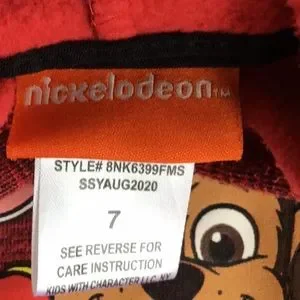 nickelodeon™
STYLE# 8NK6399FMS
SSYAUG2020
7
SEE REVERSE FOR
CARE INSTRUCTION
KIDS WITH CHARACTER LLC, NY